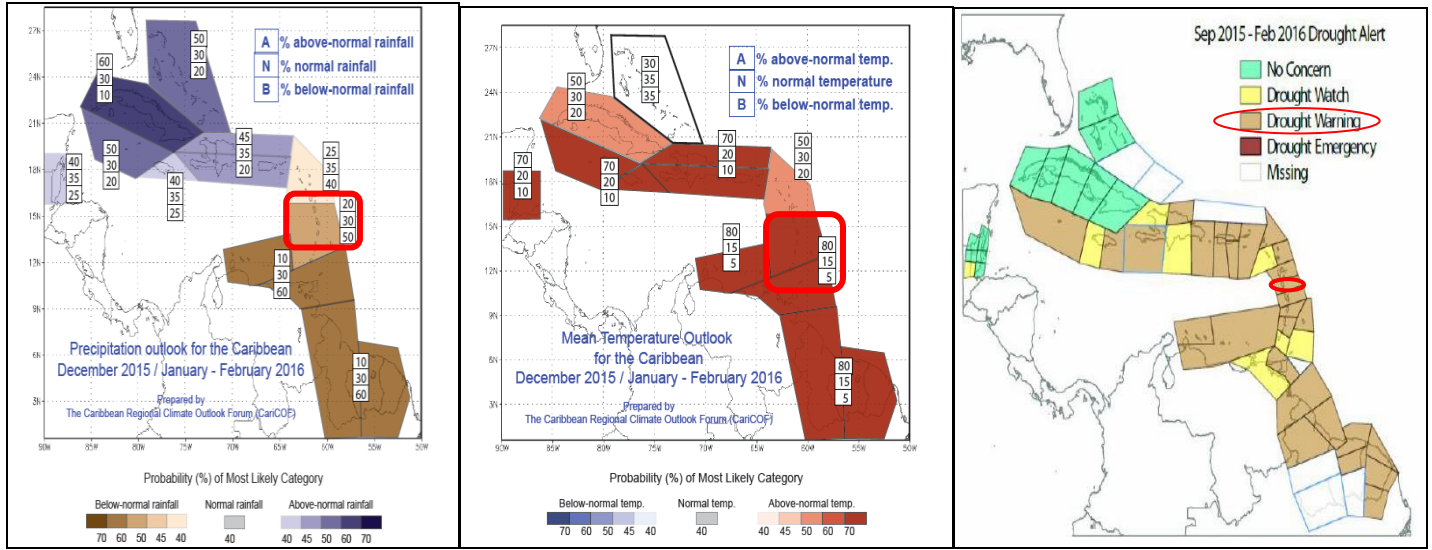 27N
24N
21N
18N
15N
12N
9N
6N
3N
90W
85W
80W
75W
70W
65W
60W
55W
50W
A % above-normal rainfall
N % normal rainfall
B % below-normal rainfall
50
30
20
60
30
10
45
35
20
25
35
40
40
35
25
50
30
20
40
35
25
20
30
50
10
30
60
10
30
60
Precipitation outlook for the Caribbean
December 2015 / January - February 2016
Prepared by
The Caribbean Regional Climate Outlook Forum (CariCOF)
Probability (%) of Most Likely Category
Below-normal rainfall
Normal rainfall
Above-normal rainfall
70 60 50 45 40
40
40 45 50 60 70
27N
24N
21N
18N
15N
12N
9N
6N
3N
90W
85W
80W
75W
70W
65W
60W
55W
50W
A % above-normal temp.
N % normal temperature
B % below-normal temp.
30
35
35
50
30
20
70
20
10
50
30
20
70
20
10
70
20
10
80
15
5
80
15
5
80
15
5
Mean Temperature Outlook
for the Caribbean
December 2015 / January - February 2016
Prepared by
The Caribbean Regional Climate Outlook Forum (CariCOF)
Probability (%) of Most Likely Category
Below-normal temp.
Normal temp.
Above-normal temp.
70 60 50 45 40
40
40 45 50 60 70
Sep 2015 - Feb 2016 Drought Alert
No Concern
Drought Watch
Drought Warning
Drought Emergency
Missing